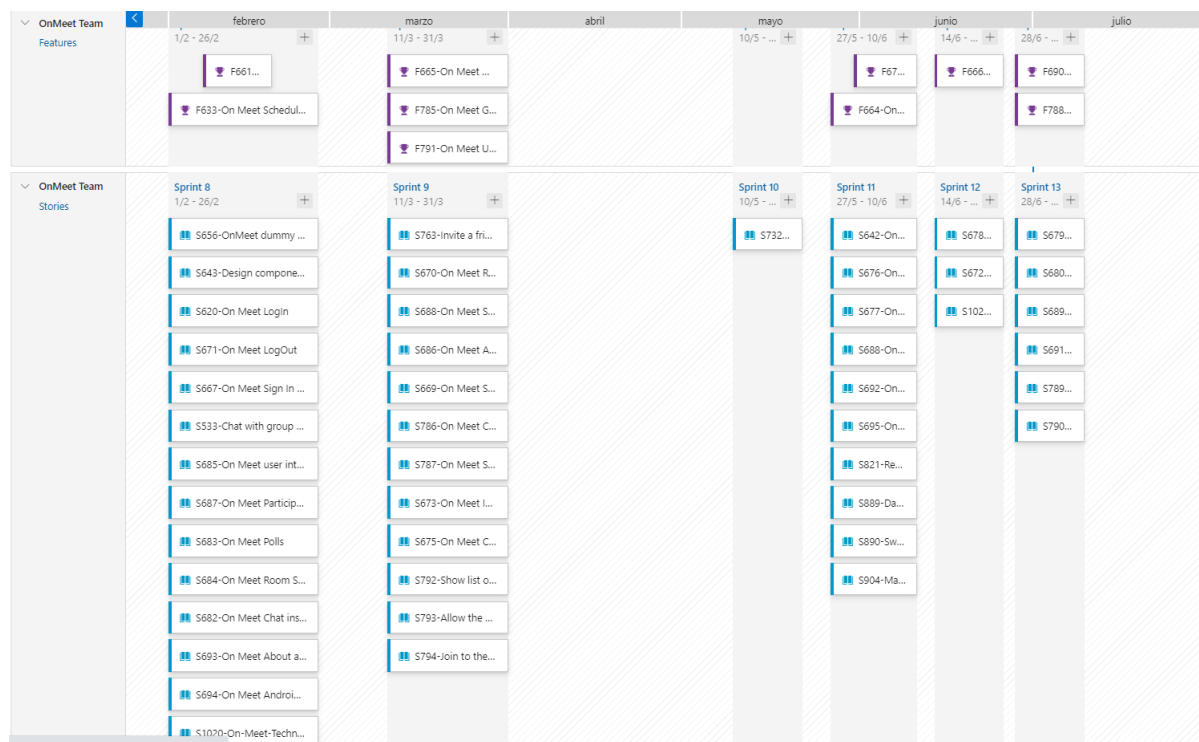 febrero marzo abril mayo junio julio
OnMeet Team
Features
1/2 - 26/2 +
11/3 - 31/3 +
10/5 - ... +
27/5 - 10/6 +
14/6 - ... +
28/6 - ... +
F661...
F665-On Meet ...
F67...
F666...
F690...
F633-On Meet Schedul...
F785-On Meet G...
F664-On...
F788...
F791-On Meet U...
OnMeet Team
Stories
Sprint 8
1/2 - 26/2 +
Sprint 9
11/3 - 31/3 +
Sprint 10
10/5 - ... +
Sprint 11
27/5 - 10/6 +
Sprint 12
14/6 - ... +
Sprint 13
28/6 - ... +
S656-OnMeet dummy ...
S643-Design compone...
S620-On Meet LogIn
S671-On Meet LogOut
S667-On Meet Sign In ...
S533-Chat with group ...
S685-On Meet user int...
S687-On Meet Particip...
S683-On Meet Polls
S684-On Meet Room S...
S682-On Meet Chat ins...
S693-On Meet About a...
S694-On Meet Androi...
S1020-On-Meet-Techn...
S763-Invite a fri...
S670-On Meet R...
S688-On Meet S...
S686-On Meet A...
S669-On Meet S...
S786-On Meet C...
S787-On Meet S...
S673-On Meet I...
S675-On Meet C...
S792-Show list o...
S793-Allow the ...
S794-Join to the...
S732...
S642-On...
S676-On...
S677-On...
S688-On...
S692-On...
S695-On...
S821-Re...
S889-Da...
S890-Sw...
S904-Ma...
S678...
S672...
S102...
S679...
S680...
S689...
S691...
S789...
S790...